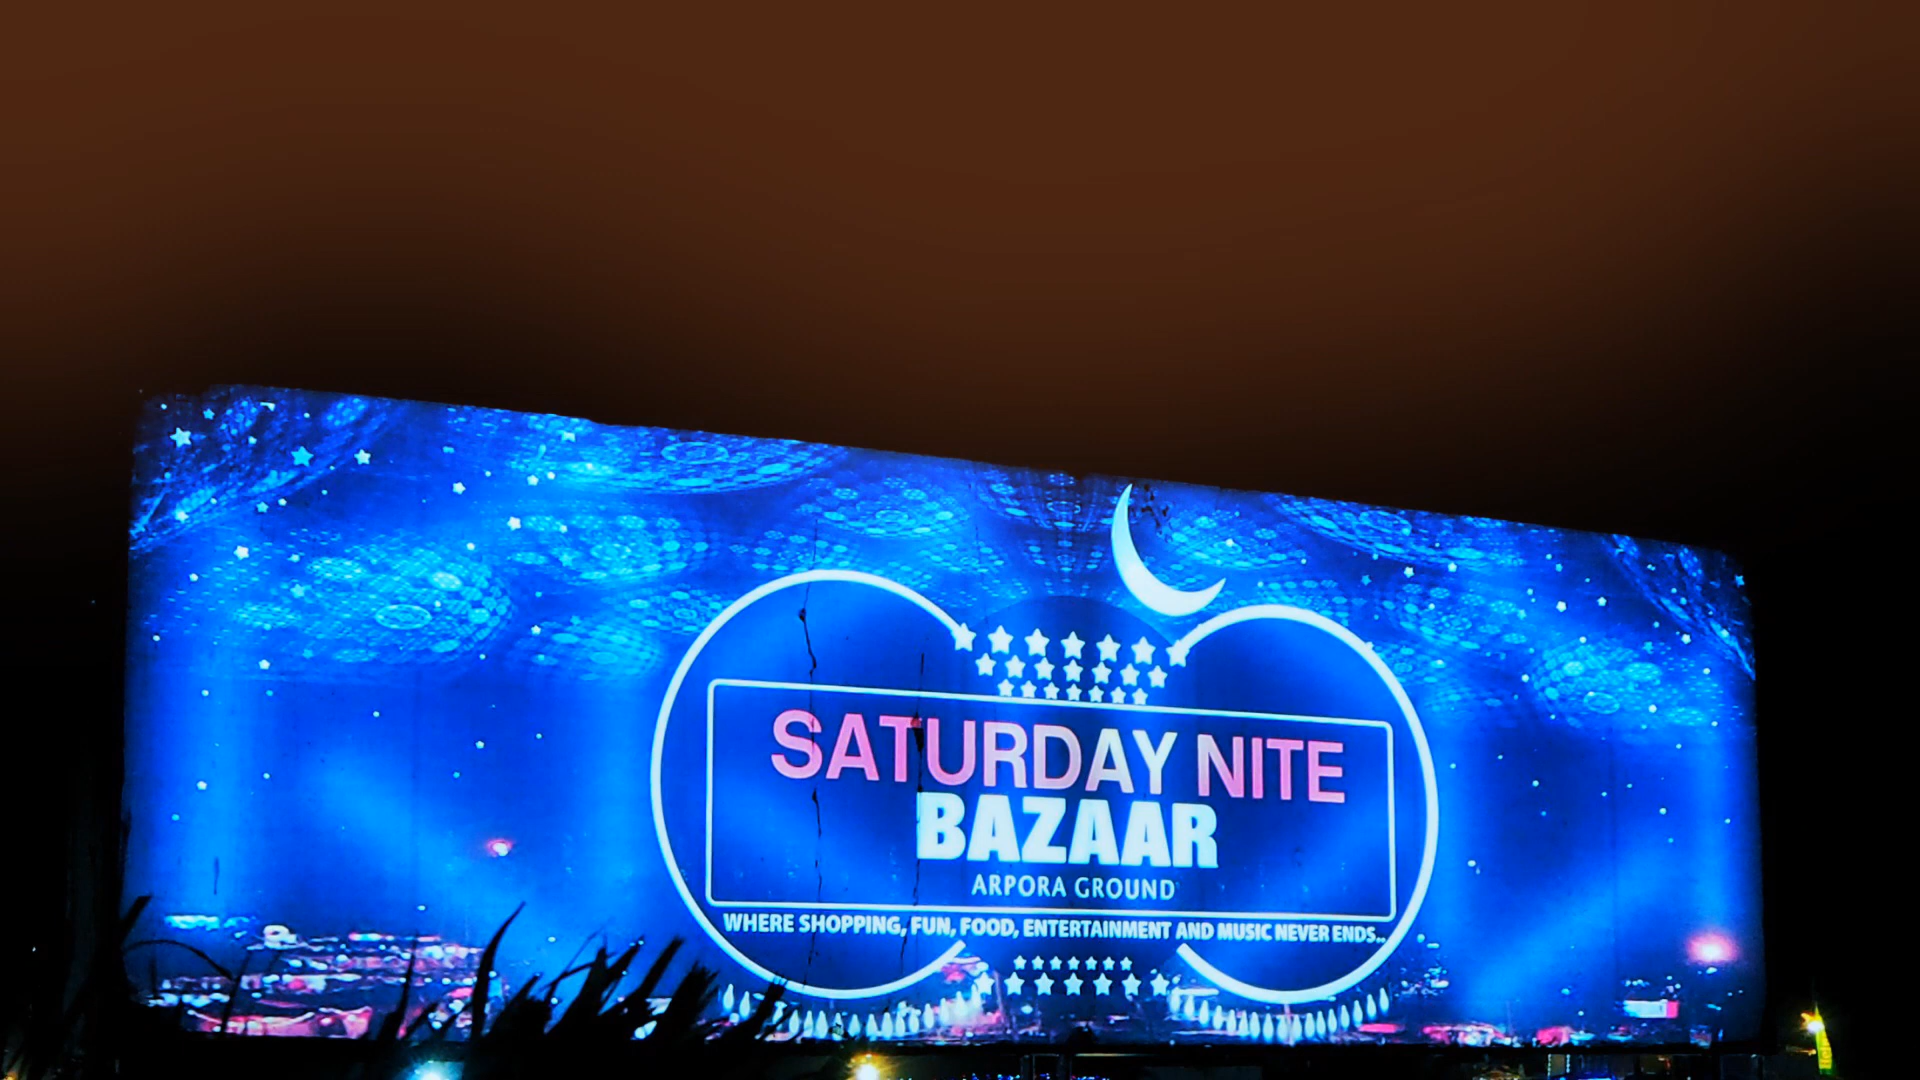 SATURDAY NITE
BAZAAR
ARPORA GROUND
WHERE SHOPPING, FUN, FOOD, ENTERTAINMENT AND MUSIC NEVER ENDS..